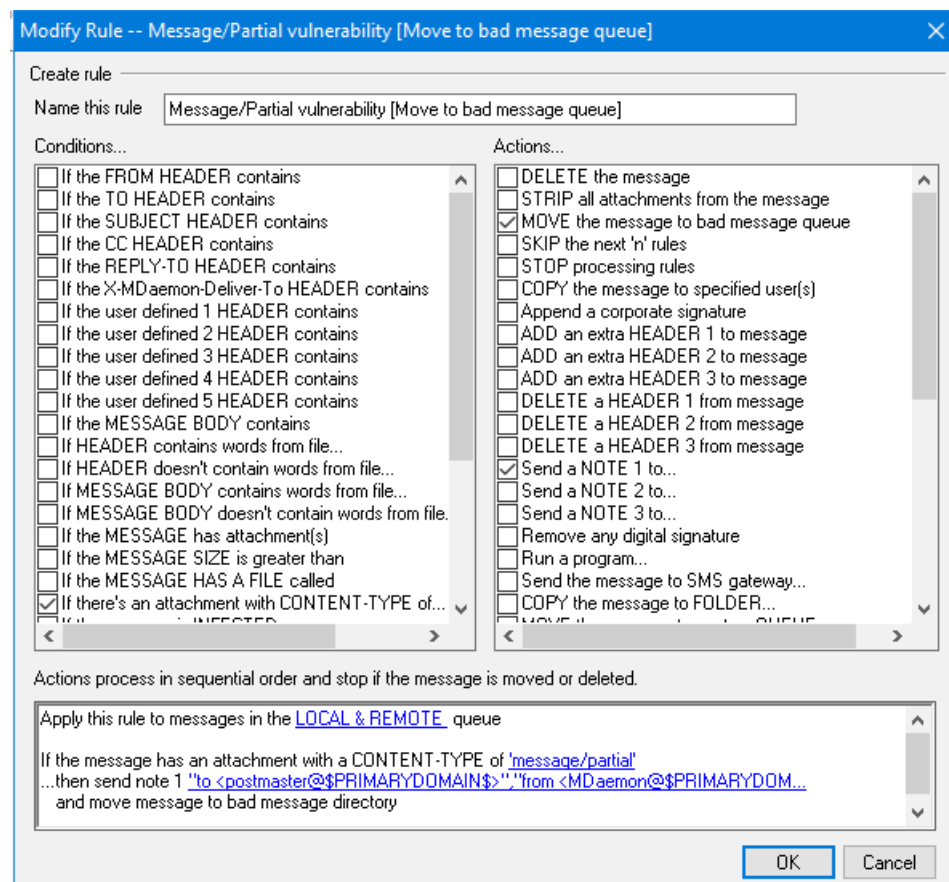 Modify Rule -- Message/Partial vulnerability [Move to bad message queue]
Create rule
Name this rule
Message/Partial vulnerability [Move to bad message queue]
Conditions...
If the FROM HEADER contains
If the TO HEADER contains
If the SUBJECT HEADER contains
If the CC HEADER contains
If the REPLY-TO HEADER contains
If the X-MDaemon-Deliver-To HEADER contains
If the user defined 1 HEADER contains
If the user defined 2 HEADER contains
If the user defined 3 HEADER contains
If the user defined 4 HEADER contains
If the user defined 5 HEADER contains
If the MESSAGE BODY contains
If HEADER contains words from file...
If HEADER doesn't contain words from file...
If MESSAGE BODY contains words from file...
If MESSAGE BODY doesn't contain words from file.
If the MESSAGE has attachment(s)
If the MESSAGE SIZE is greater than
If the MESSAGE HAS A FILE called
If there's an attachment with CONTENT-TYPE of...
Actions...
DELETE the message
STRIP all attachments from the message
MOVE the message to bad message queue
SKIP the next 'n' rules
STOP processing rules
COPY the message to specified user(s)
Append a corporate signature
ADD an extra HEADER 1 to message
ADD an extra HEADER 2 to message
ADD an extra HEADER 3 to message
DELETE a HEADER 1 from message
DELETE a HEADER 2 from message
DELETE a HEADER 3 from message
Send a NOTE 1 to...
Send a NOTE 2 to...
Send a NOTE 3 to...
Remove any digital signature
Run a program...
Send the message to SMS gateway...
COPY the message to FOLDER...
Actions process in sequential order and stop if the message is moved or deleted.
Apply this rule to messages in the LOCAL & REMOTE queue
If the message has an attachment with a CONTENT-TYPE of 'message/partial'
...then send note 1 "to <postmaster@$PRIMARYDOMAIN$>","from <MDaemon@$PRIMARYDOM...
and move message to bad message directory
OK
Cancel